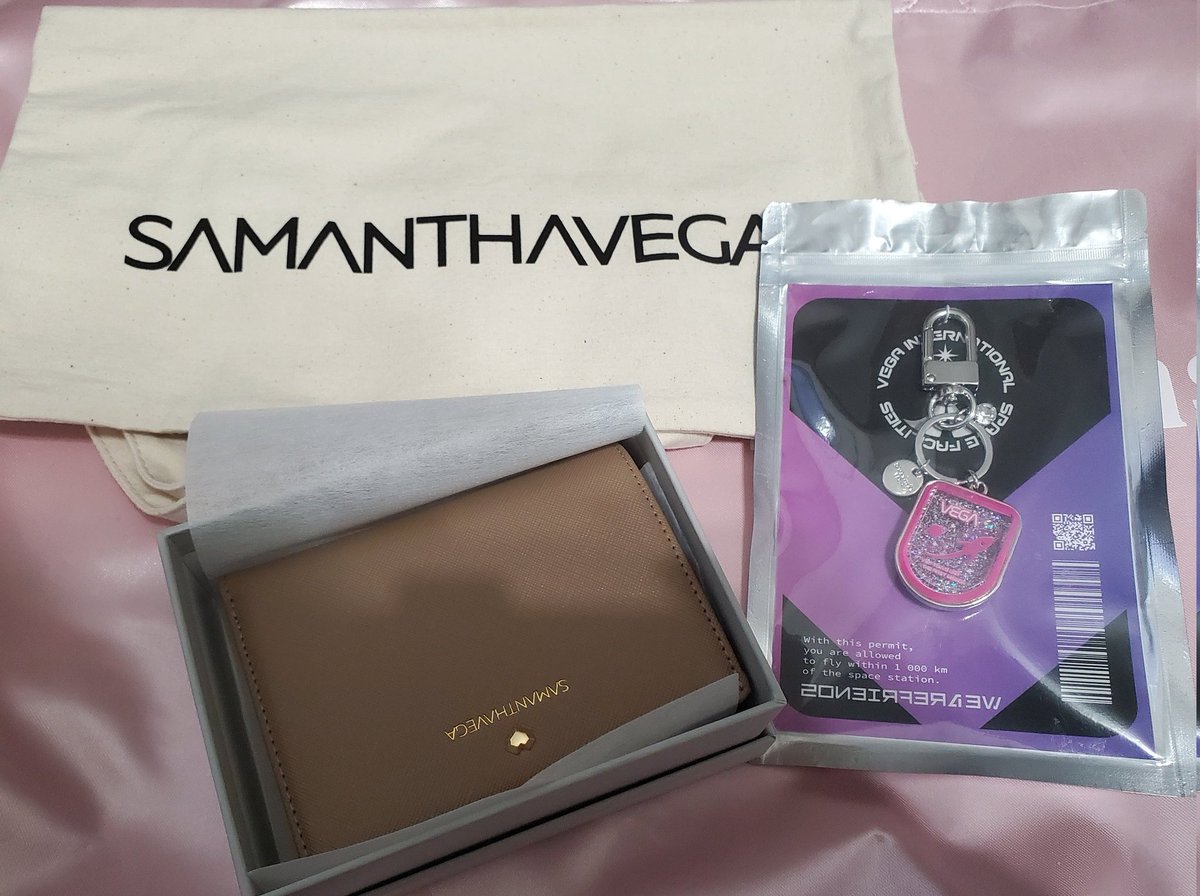 SAMANTHAVEGA
VEGA INTERNATIONAL SPACE FACILITIES
VEGA
With this permit,
you are allowed
to fly within 1 000 km
of the space station.
WEAREFRIENDS
SAMANTHAVEGA